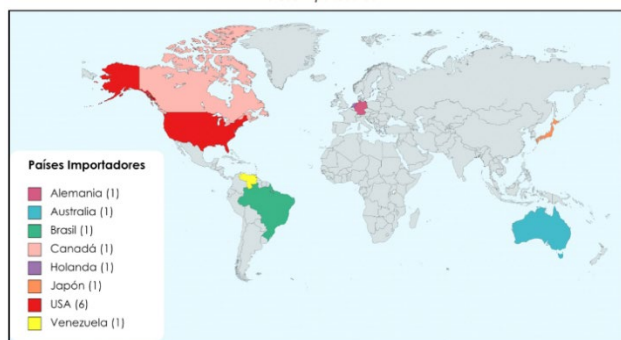 Países Importadores
Alemania (1)
Australia (1)
Brasil (1)
Canadá (1)
Holanda (1)
Japón (1)
USA (6)
Venezuela (1)